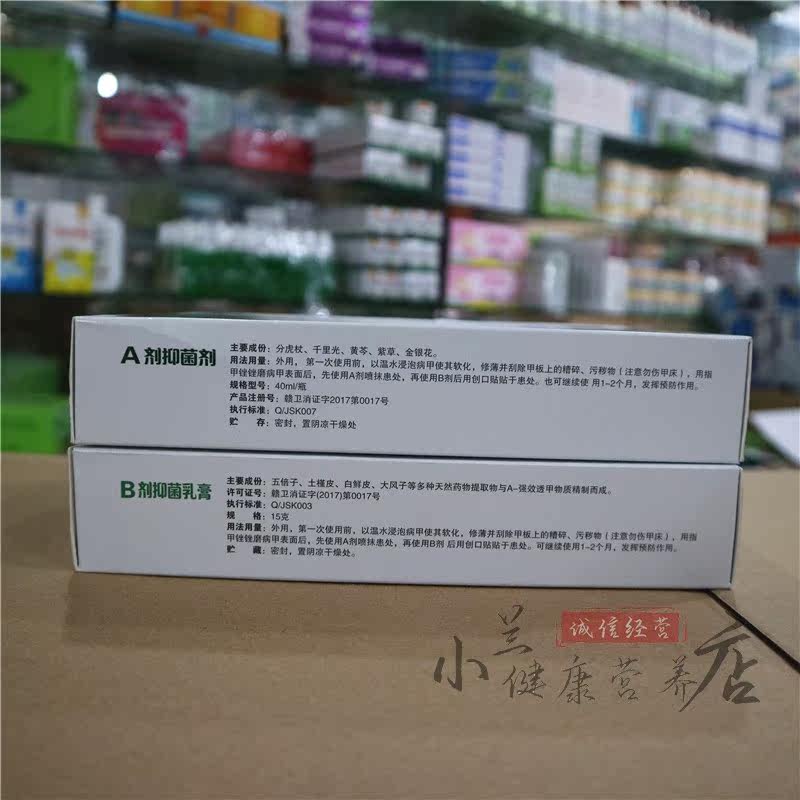 A 剂抑菌剂
主要成份：分虎杖、千里光、黄芩、紫草、金银花。
用法用量：外用，第一次使用前，以温水浸泡病甲使其软化，修薄并刮除甲板上的糟碎、污秽物（注意勿伤甲床），用指
甲锉锉磨病甲表面后，先使用A剂喷抹患处，再使用B剂后用创口贴贴于患处。也可继续使 用1-2个月，发挥预防作用。
规格型号：40ml/瓶
产品注册号：赣卫消证字2017第0017号
执行标准：Q/JSK007
贮 存：密封，置阴凉干燥处
B 剂抑菌乳膏
主要成份：五倍子、土槿皮、白鲜皮、大风子等多种天然药物提取物与A-强效透甲物质精制而成。
许可证号：赣卫消证字(2017)第0017号
执行标准：Q/JSK003
规 格：15克
用法用量：外用，第一次使用前，以温水浸泡病甲使其软化，修薄并刮除甲板上的糟碎、污秽物（注意勿伤甲床），用指
甲锉锉磨病甲表面后，先使用A剂喷抹患处，再使用B剂 后用创口贴贴于患处。可继续使用1-2个月，发挥预防作用。
贮 藏：密封，置阴凉干燥处。
诚信经营
小兰健康营养店